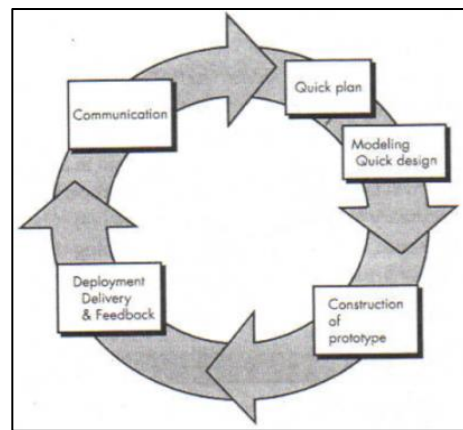 Communication
Quick plan
Modeling
Quick design
Construction
of
prototype
Deployment
Delivery
& Feedback